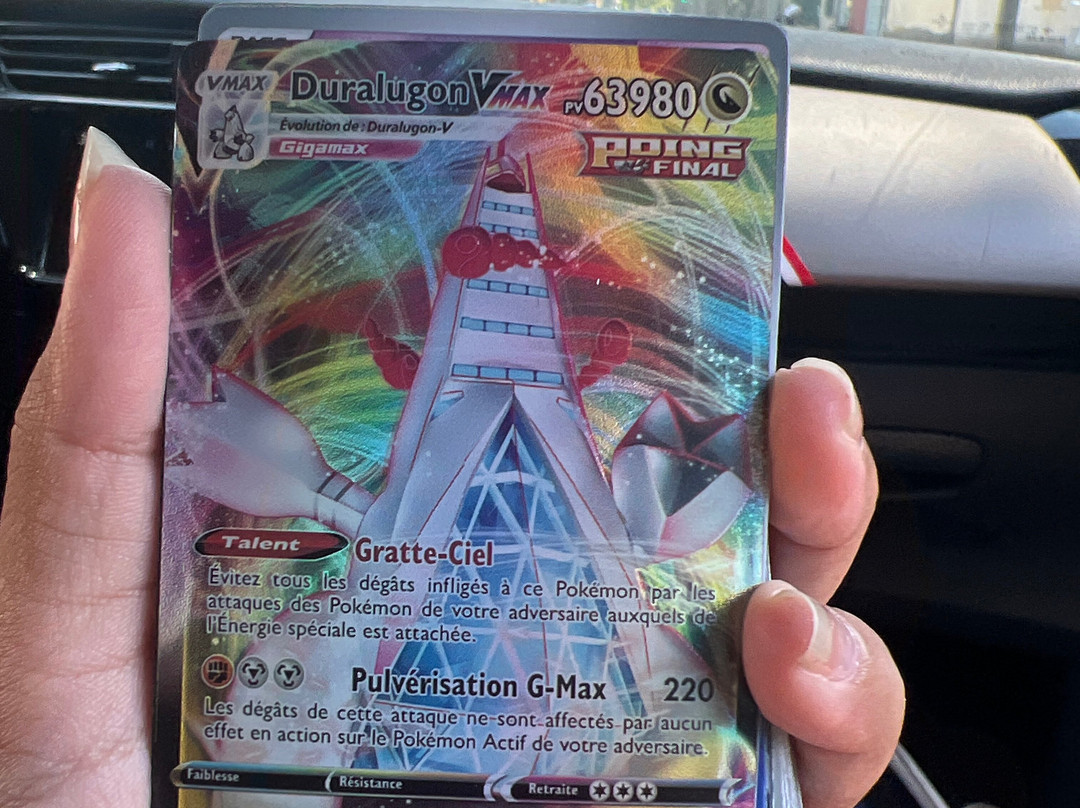 VMAX Duralugon VMAX PV 63980
Évolution de : Duralugon-V
Gigamax
POING DE FINAL
Talent Gratte-Ciel
Évitez tous les dégâts infligés à ce Pokémon par les
attaques des Pokémon de votre adversaire auxquels de
l'Énergie spéciale est attachée.
Pulvérisation G-Max 220
Les dégâts de cette attaque ne sont affectés par aucun
effet en action sur le Pokémon Actif de votre adversaire.
Faiblesse Résistance Retraite